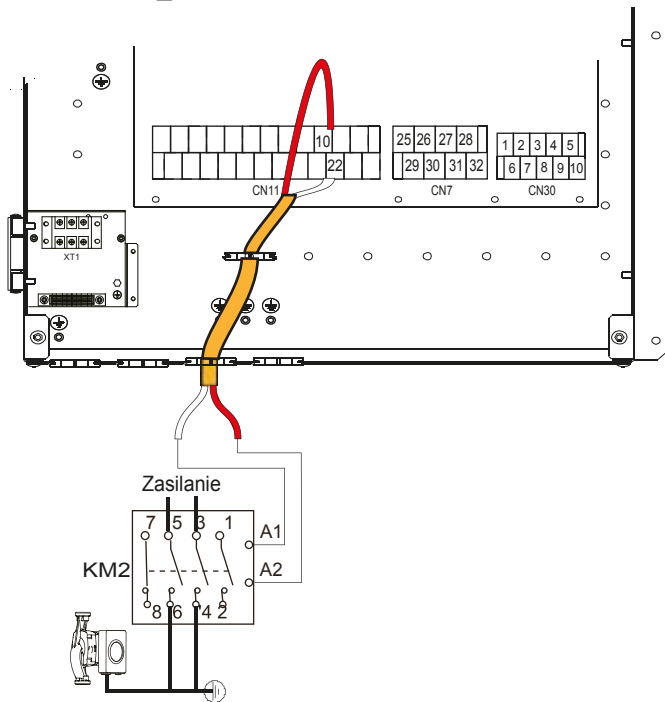 10
25 26 27 28
1 2 3 4 5
22
29 30 31 32
6 7 8 9 10
CN11
CN7
CN30
XT1
Zasilanie
7 5 3 1
A1
KM2
A2
8 6 4 2